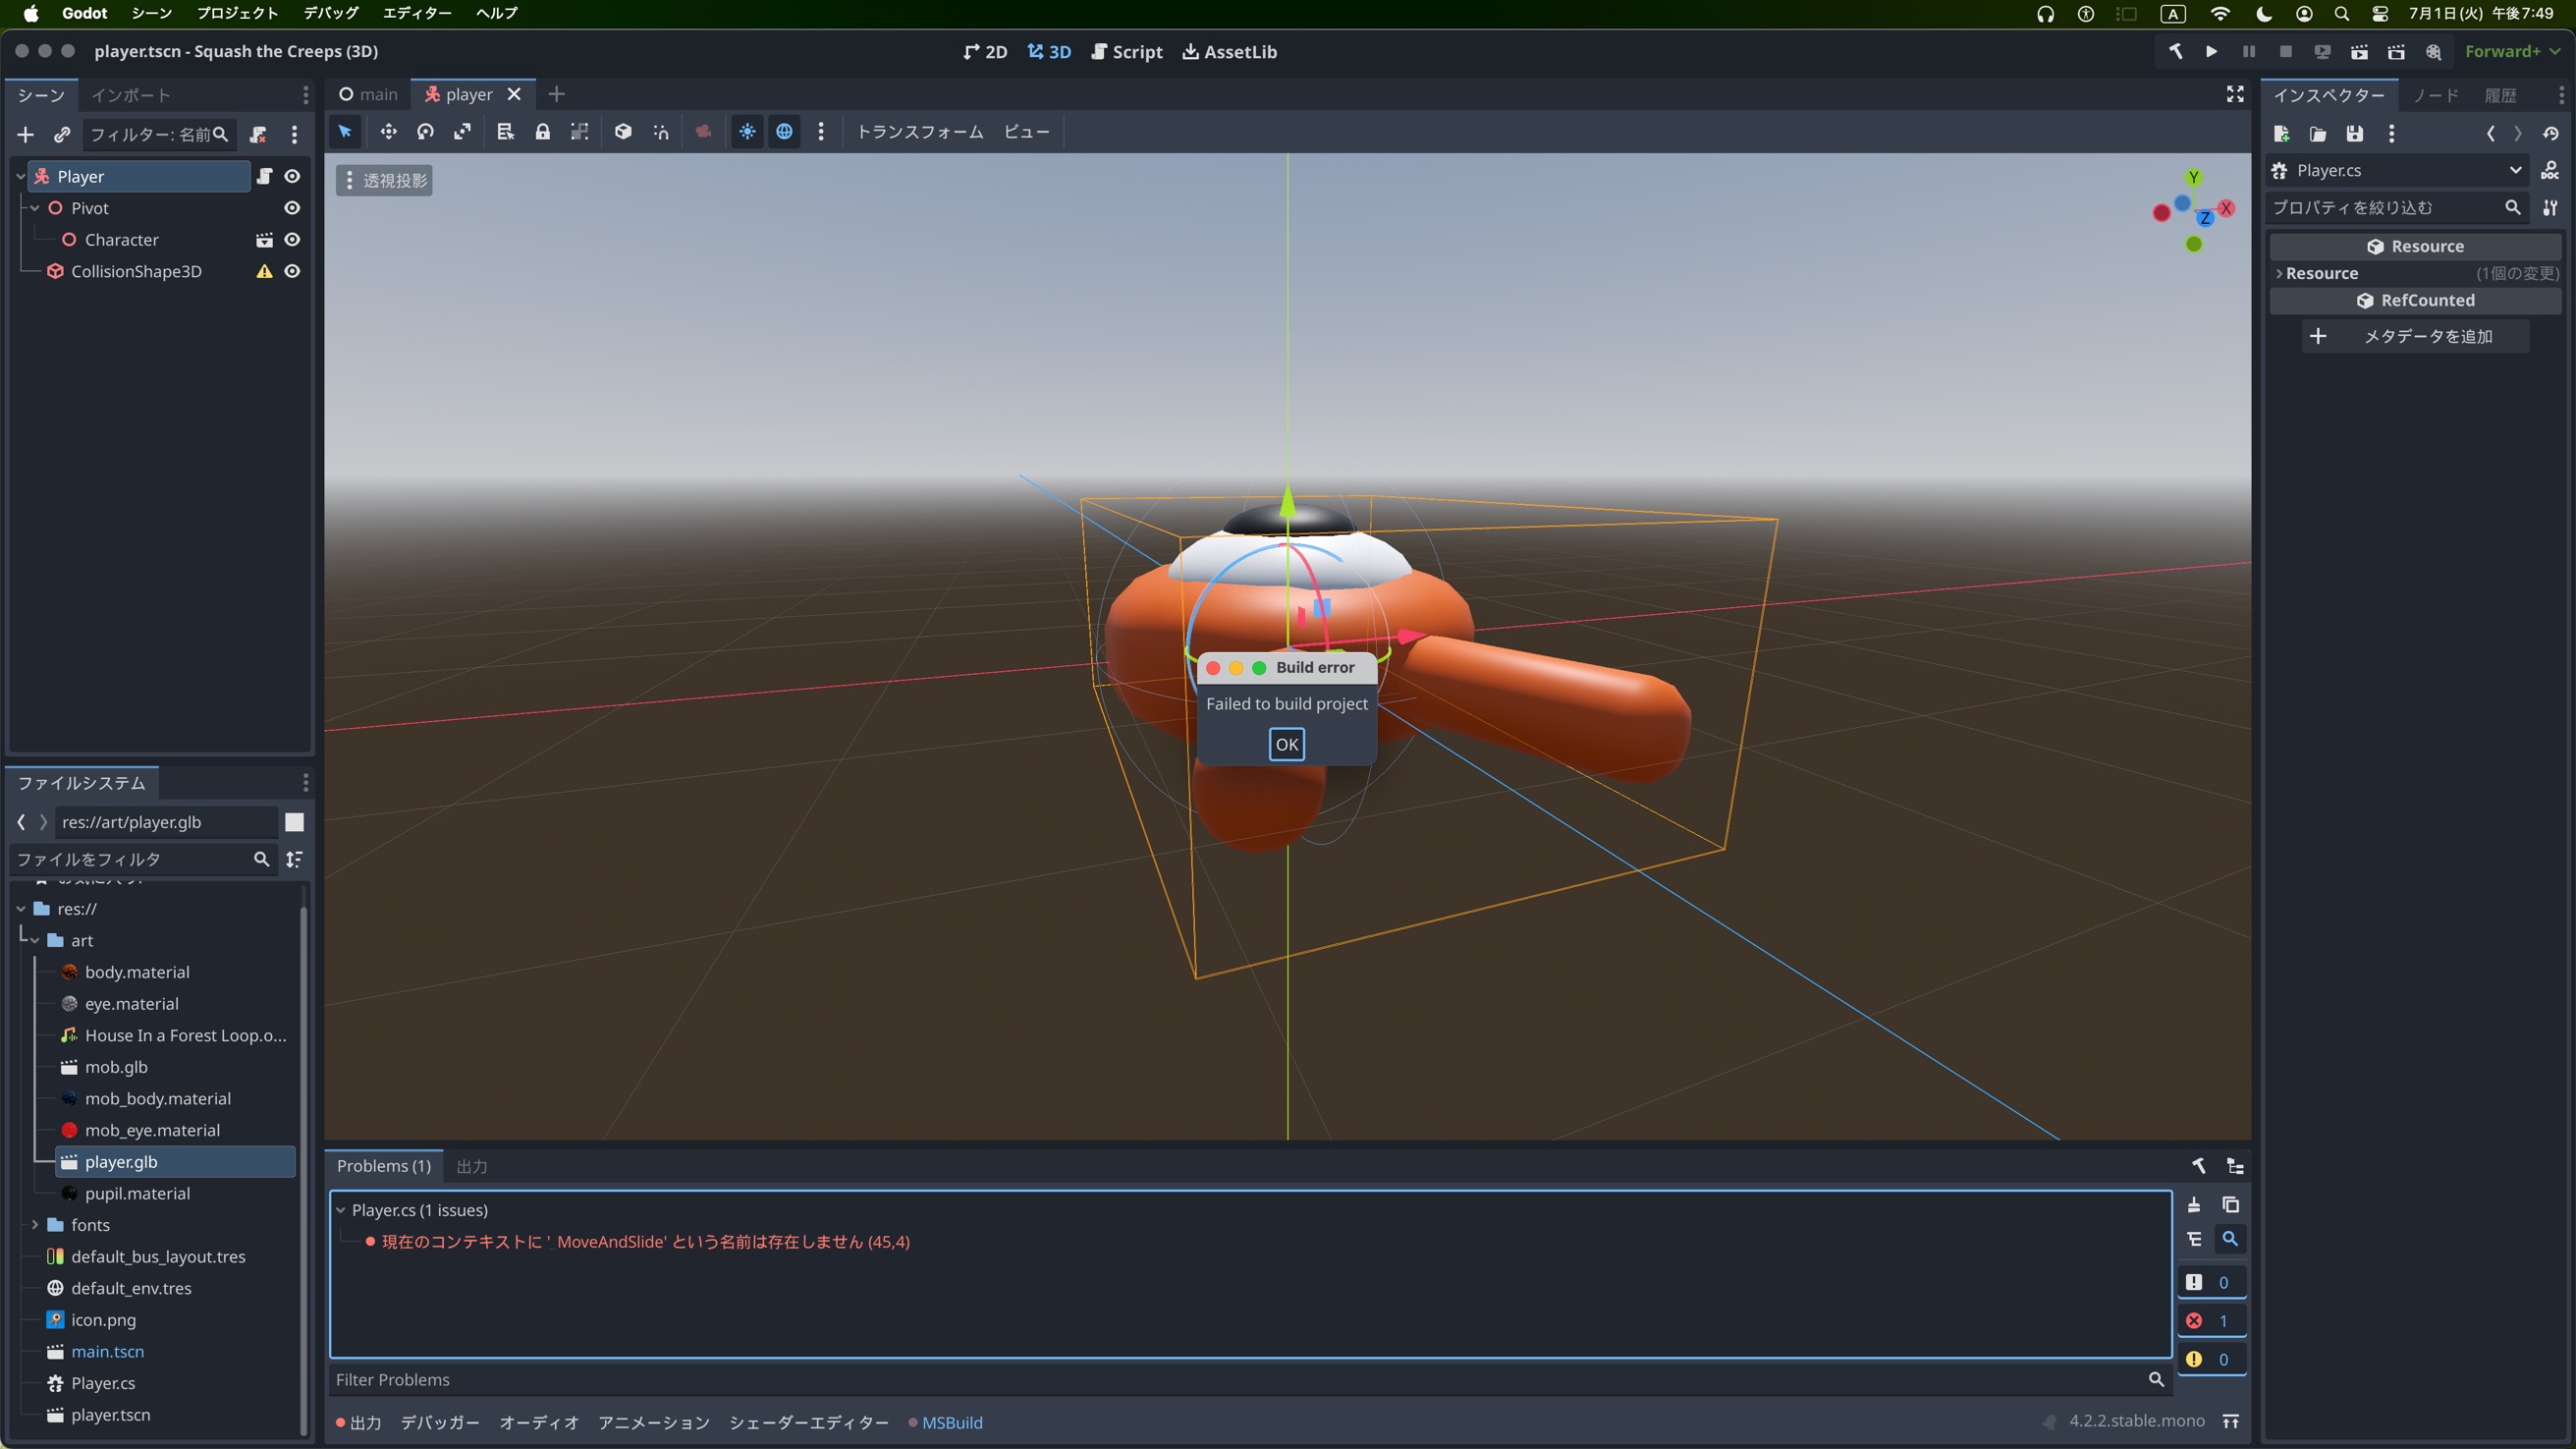 Godot シーン プロジェクト デバッグ エディター ヘルプ
A 7月1日(火) 午後7:49
player.tscn - Squash the Creeps (3D)
2D 3D Script AssetLib
Forward+
シーン インポート
main player
インスペクター ノード 履歴
フィルター: 名前
トランスフォーム ビュー
Player
Pivot
Character
CollisionShape3D
透視投影
Y
X
Z
Player.cs
DOC
プロパティを絞り込む
Resource
Resource (1個の変更)
RefCounted
メタデータを追加
Build error
Failed to build project
OK
ファイルシステム
res://art/player.glb
ファイルをフィルタ
res://
art
body.material
eye.material
House In a Forest Loop.o...
mob.glb
mob_body.material
mob_eye.material
player.glb
pupil.material
fonts
default_bus_layout.tres
default_env.tres
icon.png
main.tscn
Player.cs
player.tscn
Problems (1) 出力
Player.cs (1 issues)
現在のコンテキストに ' MoveAndSlide' という名前は存在しません (45,4)
0
1
0
Filter Problems
出力 デバッガー オーディオ アニメーション シェーダーエディター MSBuild
4.2.2.stable.mono